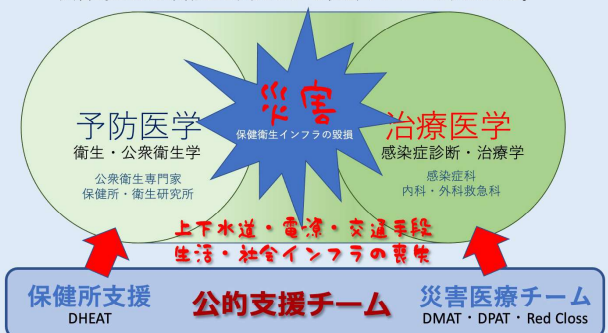 災害
保健衛生インフラの毀損
予防医学
衛生・公衆衛生学
公衆衛生専門家
保健所・衛生研究所
治療医学
感染症診断・治療学
感染症科
内科・外科救急科
上下水道・電源・交通手段
生活・社会インフラの喪失
保健所支援
DHEAT
公的支援チーム
災害医療チーム
DMAT・DPAT・Red Closs